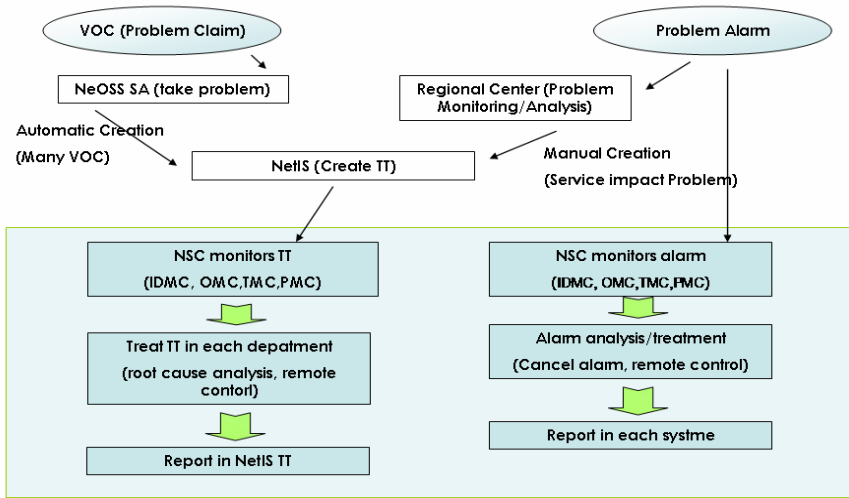 VOC (Problem Claim)
Problem Alarm
NeOSS SA (take problem)
Regional Center (Problem
Monitoring/Analysis)
Automatic Creation
(Many VOC)
NetIS (Create TT)
Manual Creation
(Service impact Problem)
NSC monitors TT
(IDMC, OMC,TMC,PMC)
NSC monitors alarm
(IDMC, OMC,TMC,PMC)
Treat TT in each depatment
(root cause analysis, remote
contorl)
Alarm analysis/treatment
(Cancel alarm, remote control)
Report in NetIS TT
Report in each systme